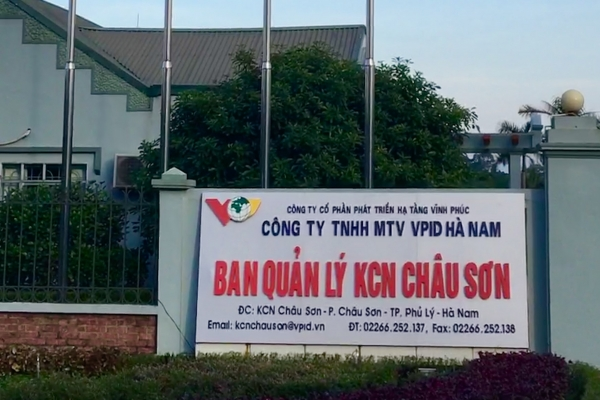 CÔNG TY CỔ PHẦN PHÁT TRIỂN HẠ TẦNG VĨNH PHÚC
CÔNG TY TNHH MTV VPID HÀ NAM
BAN QUẢN LÝ KCN CHÂU SƠN
ĐC: KCN Châu Sơn - P. Châu Sơn - TP. Phủ Lý - Hà Nam
Email: kcnchauson@vpid.vn ĐT: 02266.252.137, Fax: 02266.252.138